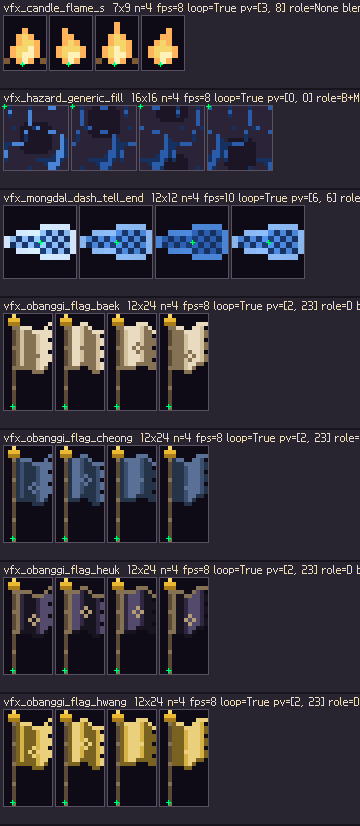 vfx_candle_flame_s 7x9 n=4 fps=8 loop=True pv=[3, 8] role=None blen
vfx_hazard_generic_fill 16x16 n=4 fps=8 loop=True pv=[0, 0] role=B+M
vfx_mongdal_dash_tell_end 12x12 n=4 fps=10 loop=True pv=[6, 6] role
vfx_obanggi_flag_baek 12x24 n=4 fps=8 loop=True pv=[2, 23] role=D b
vfx_obanggi_flag_cheong 12x24 n=4 fps=8 loop=True pv=[2, 23] role=
vfx_obanggi_flag_heuk 12x24 n=4 fps=8 loop=True pv=[2, 23] role=D b
vfx_obanggi_flag_hwang 12x24 n=4 fps=8 loop=True pv=[2, 23] role=D